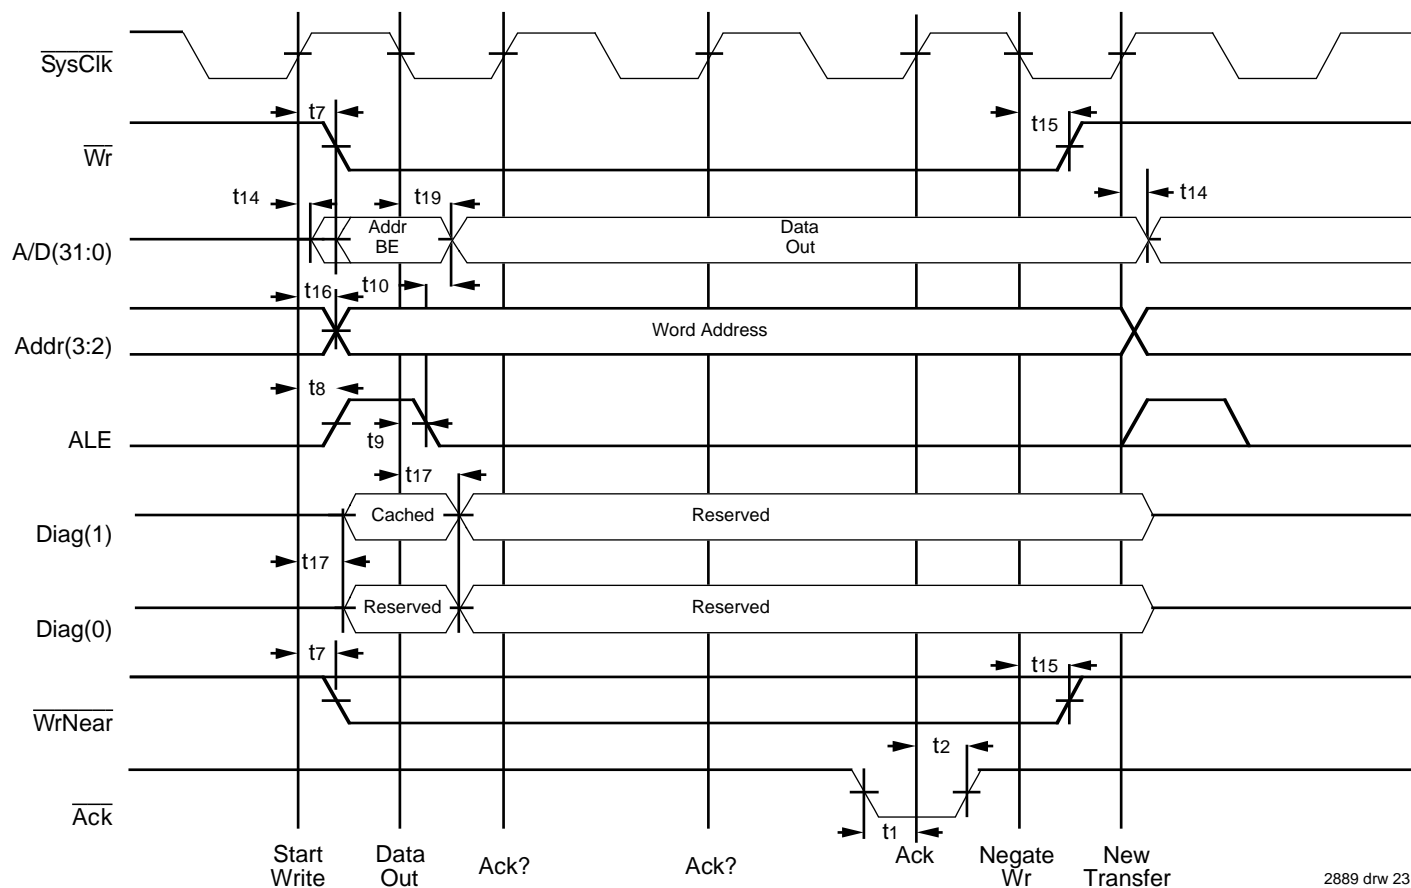 SysClk
t7
t15
Wr
t14
t19
t14
Addr
BE
Data
Out
A/D(31:0)
t16
t10
Word Address
Addr(3:2)
t8
t9
ALE
t17
Cached
Reserved
Diag(1)
t17
Reserved
Reserved
Diag(0)
t7
t15
WrNear
t2
Ack
t1
Start
Write
Data
Out
Ack?
Ack?
Ack
Negate
Wr
New
Transfer
2889 drw 23